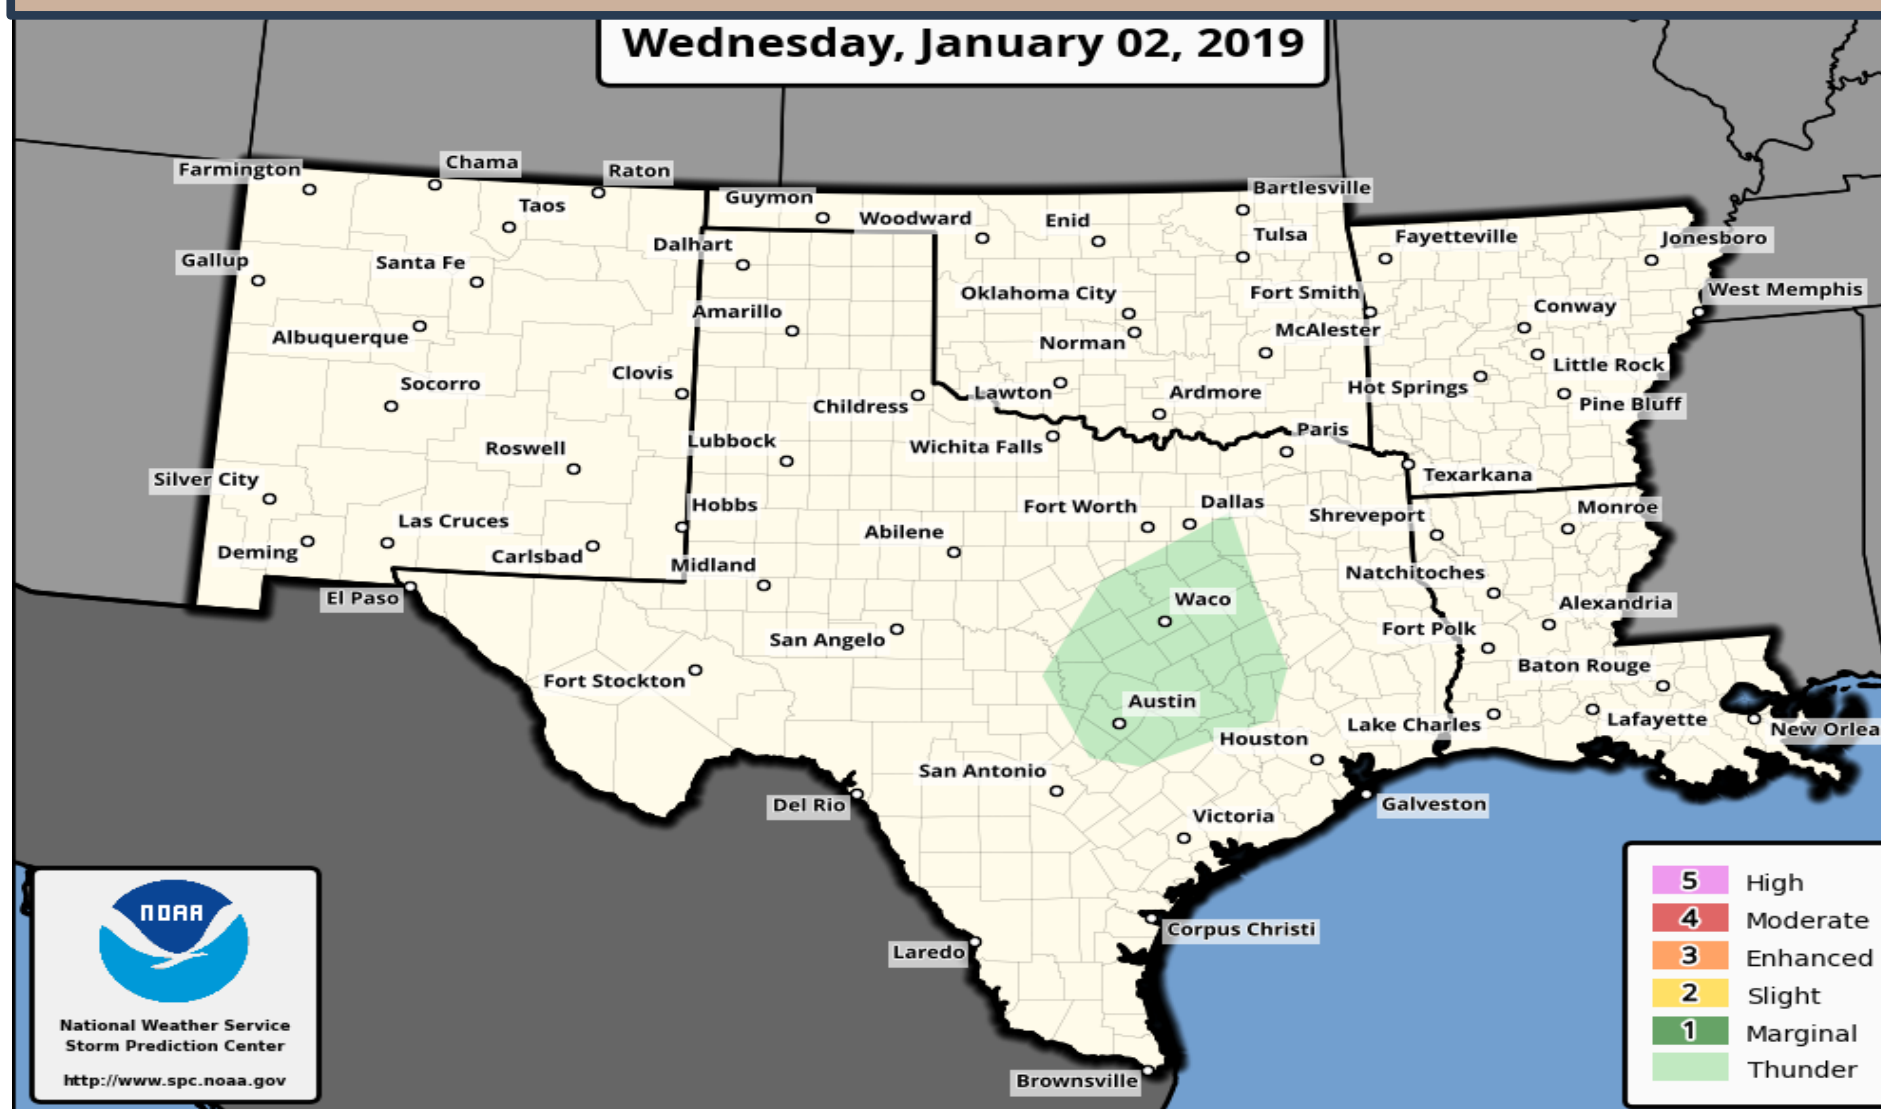 Wednesday, January 02, 2019
Farmington
Chama
Raton
Taos
Guymon
Woodward
Enid
Bartlesville
Tulsa
Fayetteville
Jonesboro
Gallup
Santa Fe
Dalhart
Oklahoma City
Fort Smith
West Memphis
Albuquerque
Amarillo
Norman
McAlester
Conway
Little Rock
Socorro
Clovis
Childress
Lawton
Ardmore
Hot Springs
Pine Bluff
Roswell
Lubbock
Wichita Falls
Paris
Texarkana
Silver City
Hobbs
Fort Worth
Dallas
Shreveport
Monroe
Las Cruces
Deming
Carlsbad
Midland
Abilene
Natchitoches
El Paso
Waco
Alexandria
San Angelo
Fort Polk
Fort Stockton
Baton Rouge
Austin
Lake Charles
Lafayette
New Orlea
Houston
San Antonio
Del Rio
Galveston
Victoria
Corpus Christi
Laredo
Brownsville
NOAA
National Weather Service
Storm Prediction Center
http://www.spc.noaa.gov
5 High
4 Moderate
3 Enhanced
2 Slight
1 Marginal
Thunder